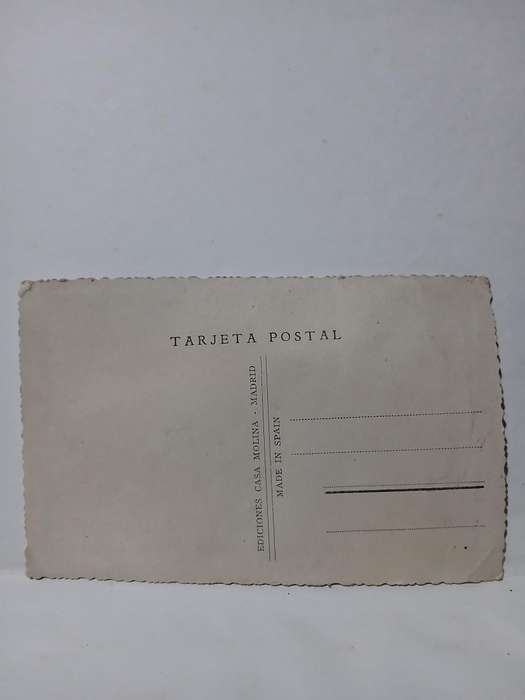 TARJETA POSTAL
EDICIONES CASA MOLINA · MADRID
MADE IN SPAIN